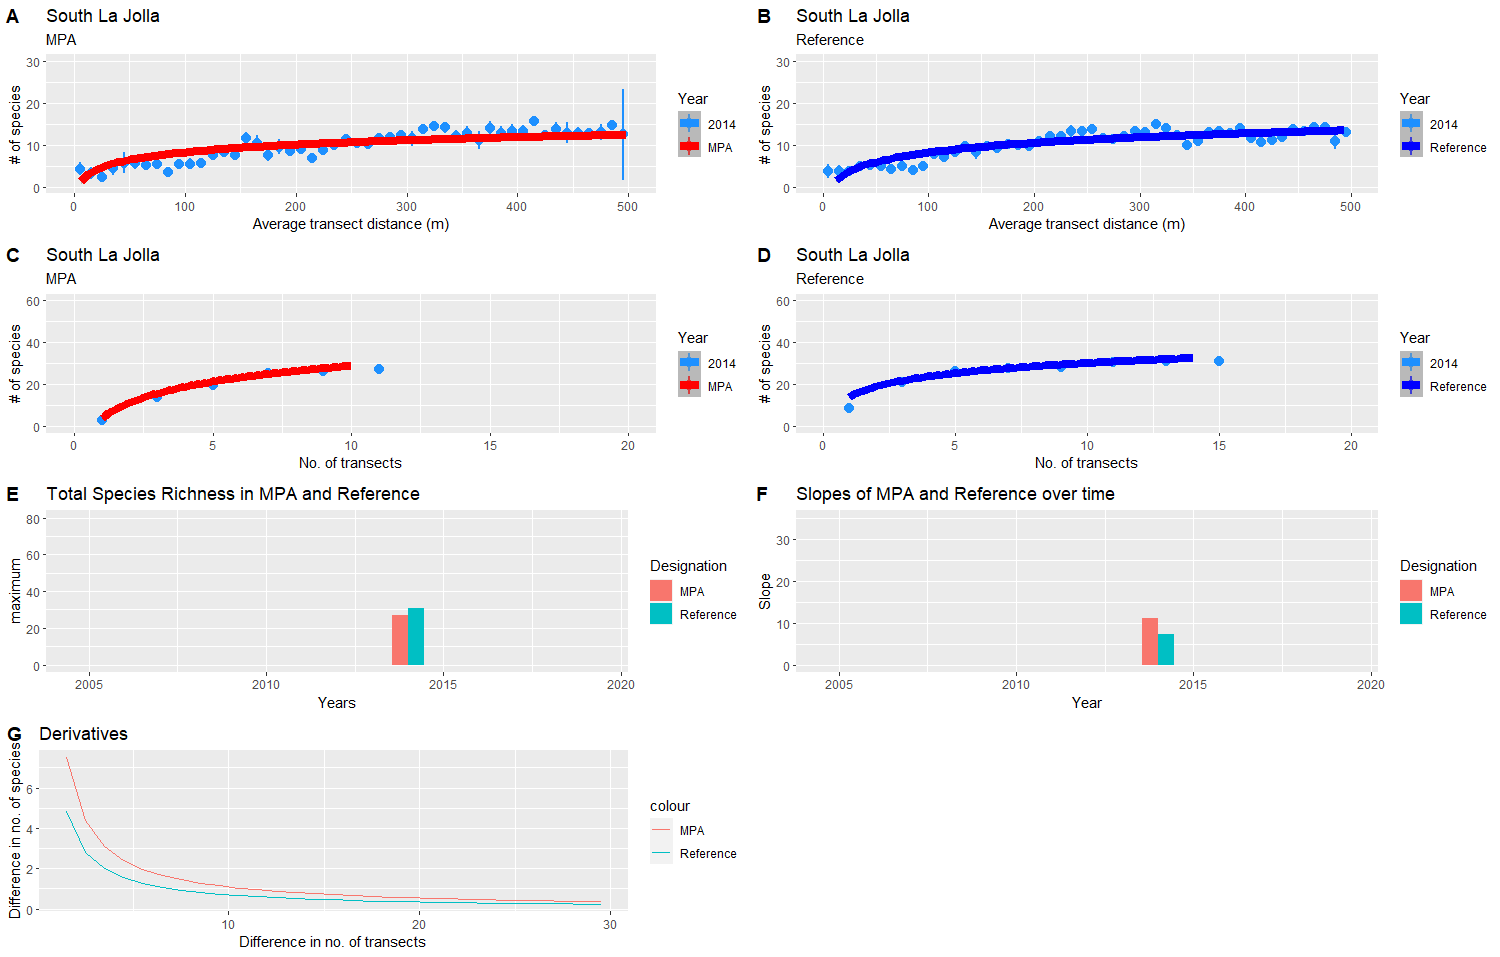 A
South La Jolla
MPA
# of species
30
20
10
0
0
100
200
300
400
500
Average transect distance (m)
Year
2014
MPA
B
South La Jolla
Reference
# of species
30
20
10
0
0
100
200
300
400
500
Average transect distance (m)
Year
2014
Reference
C
South La Jolla
MPA
# of species
60
40
20
0
0
5
10
15
20
No. of transects
Year
2014
MPA
D
South La Jolla
Reference
# of species
60
40
20
0
0
5
10
15
20
No. of transects
Year
2014
Reference
E
Total Species Richness in MPA and Reference
maximum
80
60
40
20
0
2005
2010
2015
2020
Years
Designation
MPA
Reference
F
Slopes of MPA and Reference over time
Slope
30
20
10
0
2005
2010
2015
2020
Year
Designation
MPA
Reference
G
Derivatives
Difference in no. of species
6
4
2
0
10
20
30
Difference in no. of transects
colour
MPA
Reference